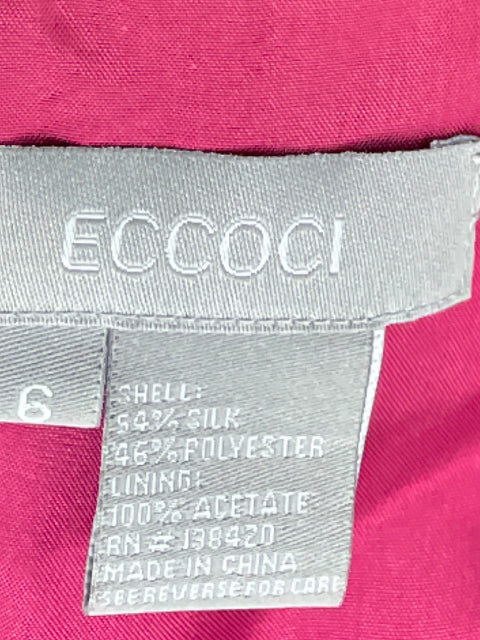 ECCOCI
6
SHELL:
54% SILK
46% POLYESTER
LINING:
100% ACETATE
RN # 138420
MADE IN CHINA
SEE REVERSE FOR CARE